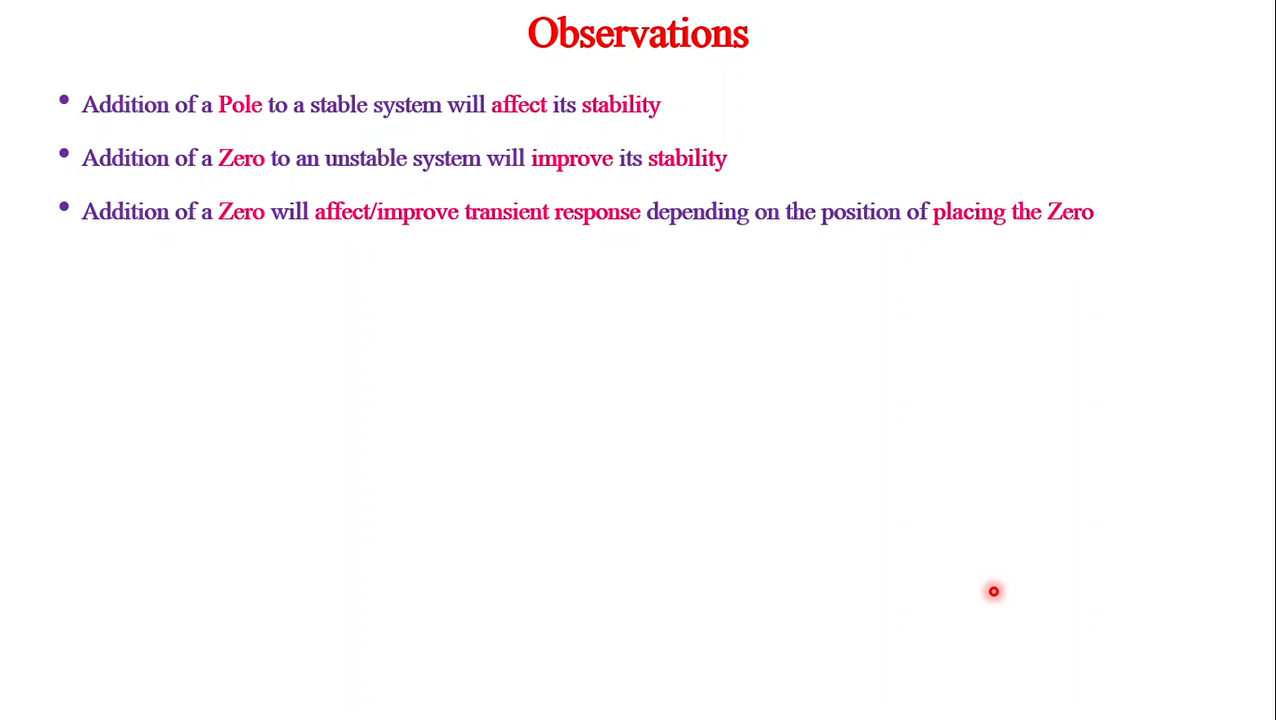 Observations
• Addition of a Pole to a stable system will affect its stability
• Addition of a Zero to an unstable system will improve its stability
• Addition of a Zero will affect/improve transient response depending on the position of placing the Zero